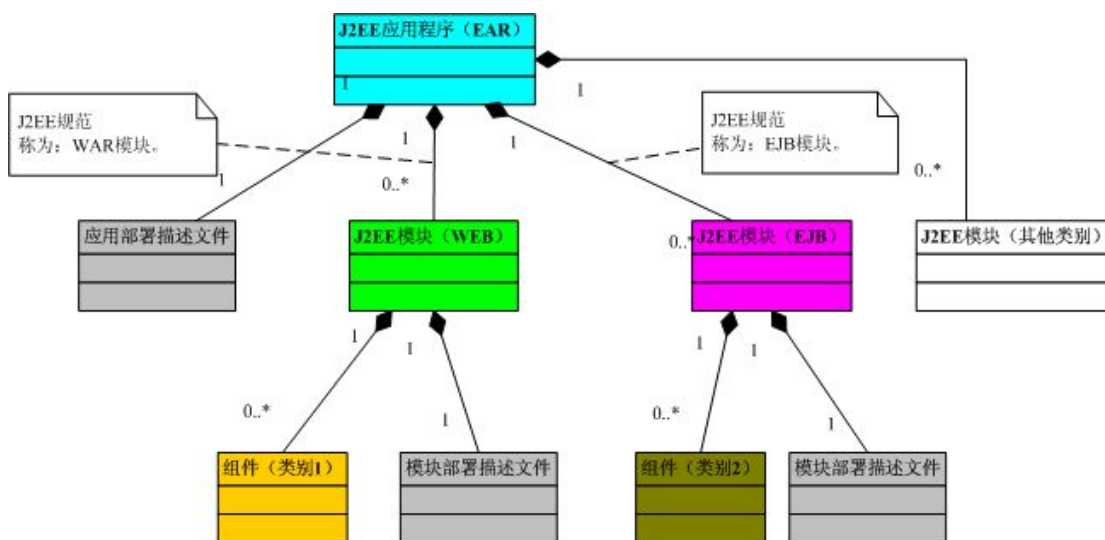 J2EE应用程序（EAR）
1
1
J2EE规范
称为：WAR模块。
1
1
J2EE规范
称为：EJB模块。
1
0..*
0..*
应用部署描述文件
J2EE模块（WEB）
0..*
J2EE模块（EJB）
J2EE模块（其他类别）
1
1
1
1
0..*
1
0..*
1
组件（类别1）
模块部署描述文件
组件（类别2）
模块部署描述文件